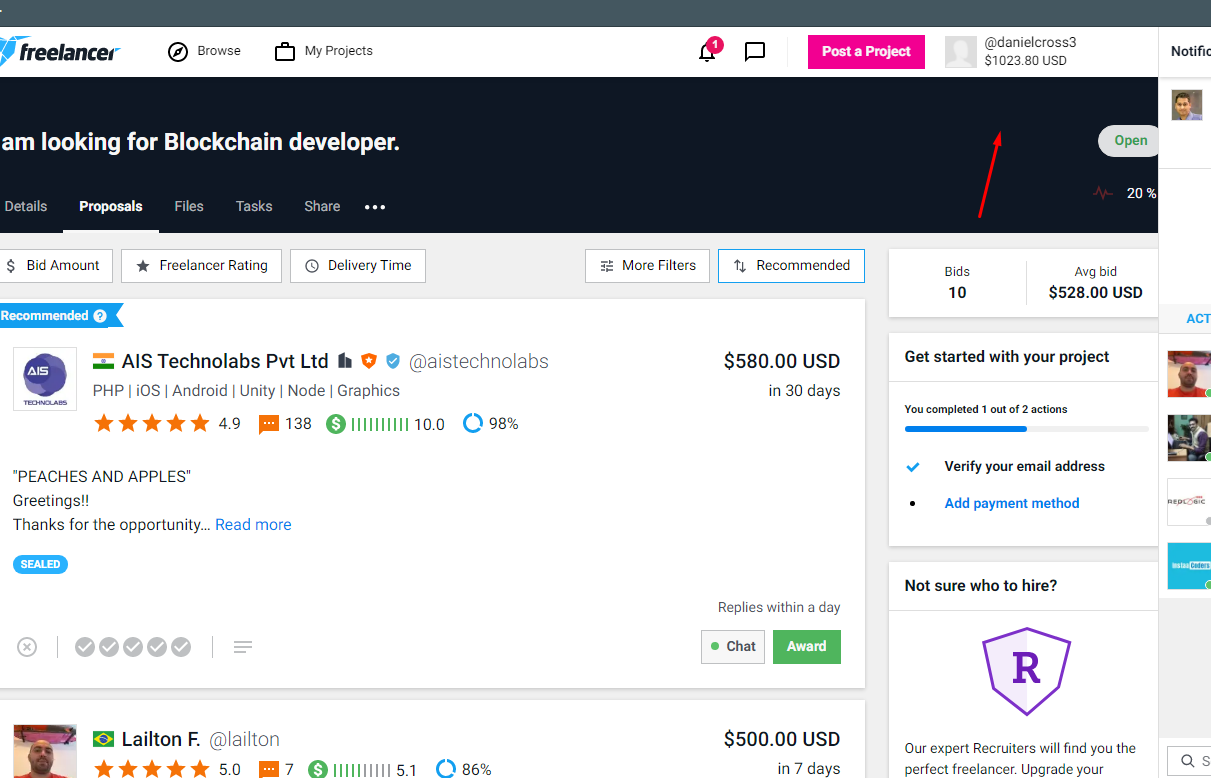 freelancer
Browse
My Projects
1
Post a Project
@danielcross3
$1023.80 USD
Notific
am looking for Blockchain developer.
Open
Details
Proposals
Files
Tasks
Share
20 %
$ Bid Amount
Freelancer Rating
Delivery Time
More Filters
Recommended
Bids
10
Avg bid
$528.00 USD
ACT
Recommended ?
AIS TECHNOLABS
AIS Technolabs Pvt Ltd @aistechnolabs
$580.00 USD
PHP | iOS | Android | Unity | Node | Graphics
in 30 days
4.9 138 $ 10.0 98%
"PEACHES AND APPLES"
Greetings!!
Thanks for the opportunity... Read more
SEALED
Replies within a day
Chat
Award
Get started with your project
You completed 1 out of 2 actions
Verify your email address
Add payment method
REDLOGIC
Coders
Not sure who to hire?
R
Our expert Recruiters will find you the
perfect freelancer. Upgrade your
Lailton F. @lailton
$500.00 USD
5.0 7 $ 5.1 86%
in 7 days
S